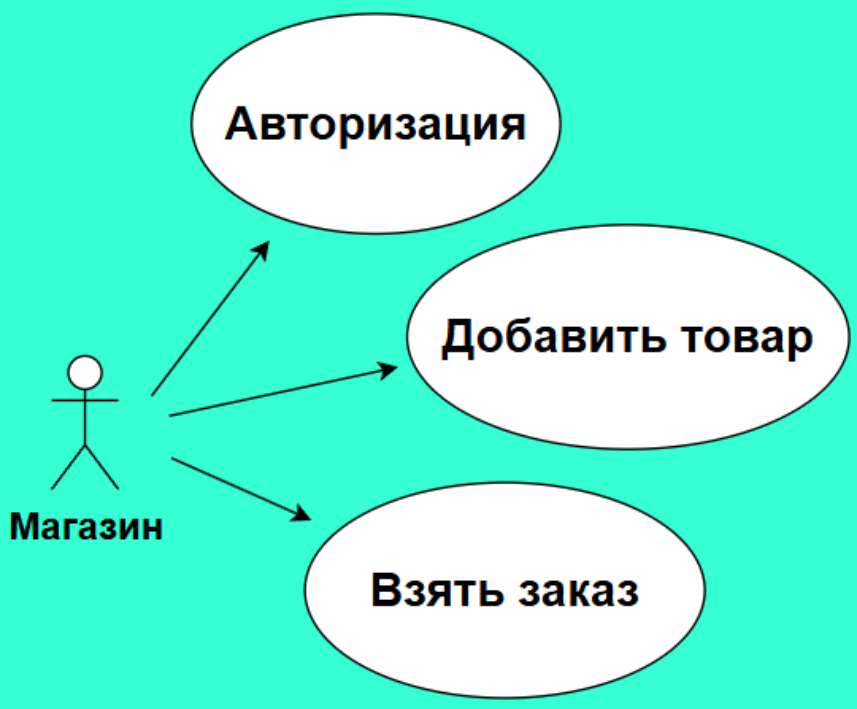 Авторизация
Добавить товар
Магазин
Взять заказ